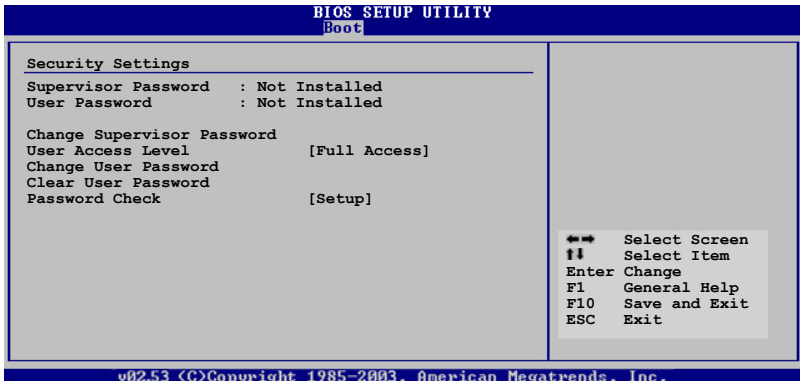 BIOS SETUP UTILITY
Boot
Security Settings
Supervisor Password : Not Installed
User Password : Not Installed
Change Supervisor Password
User Access Level [Full Access]
Change User Password
Clear User Password
Password Check [Setup]
←→ Select Screen
↑↓ Select Item
Enter Change
F1 General Help
F10 Save and Exit
ESC Exit
v02.53 (C)Copyright 1985-2003, American Megatrends, Inc.